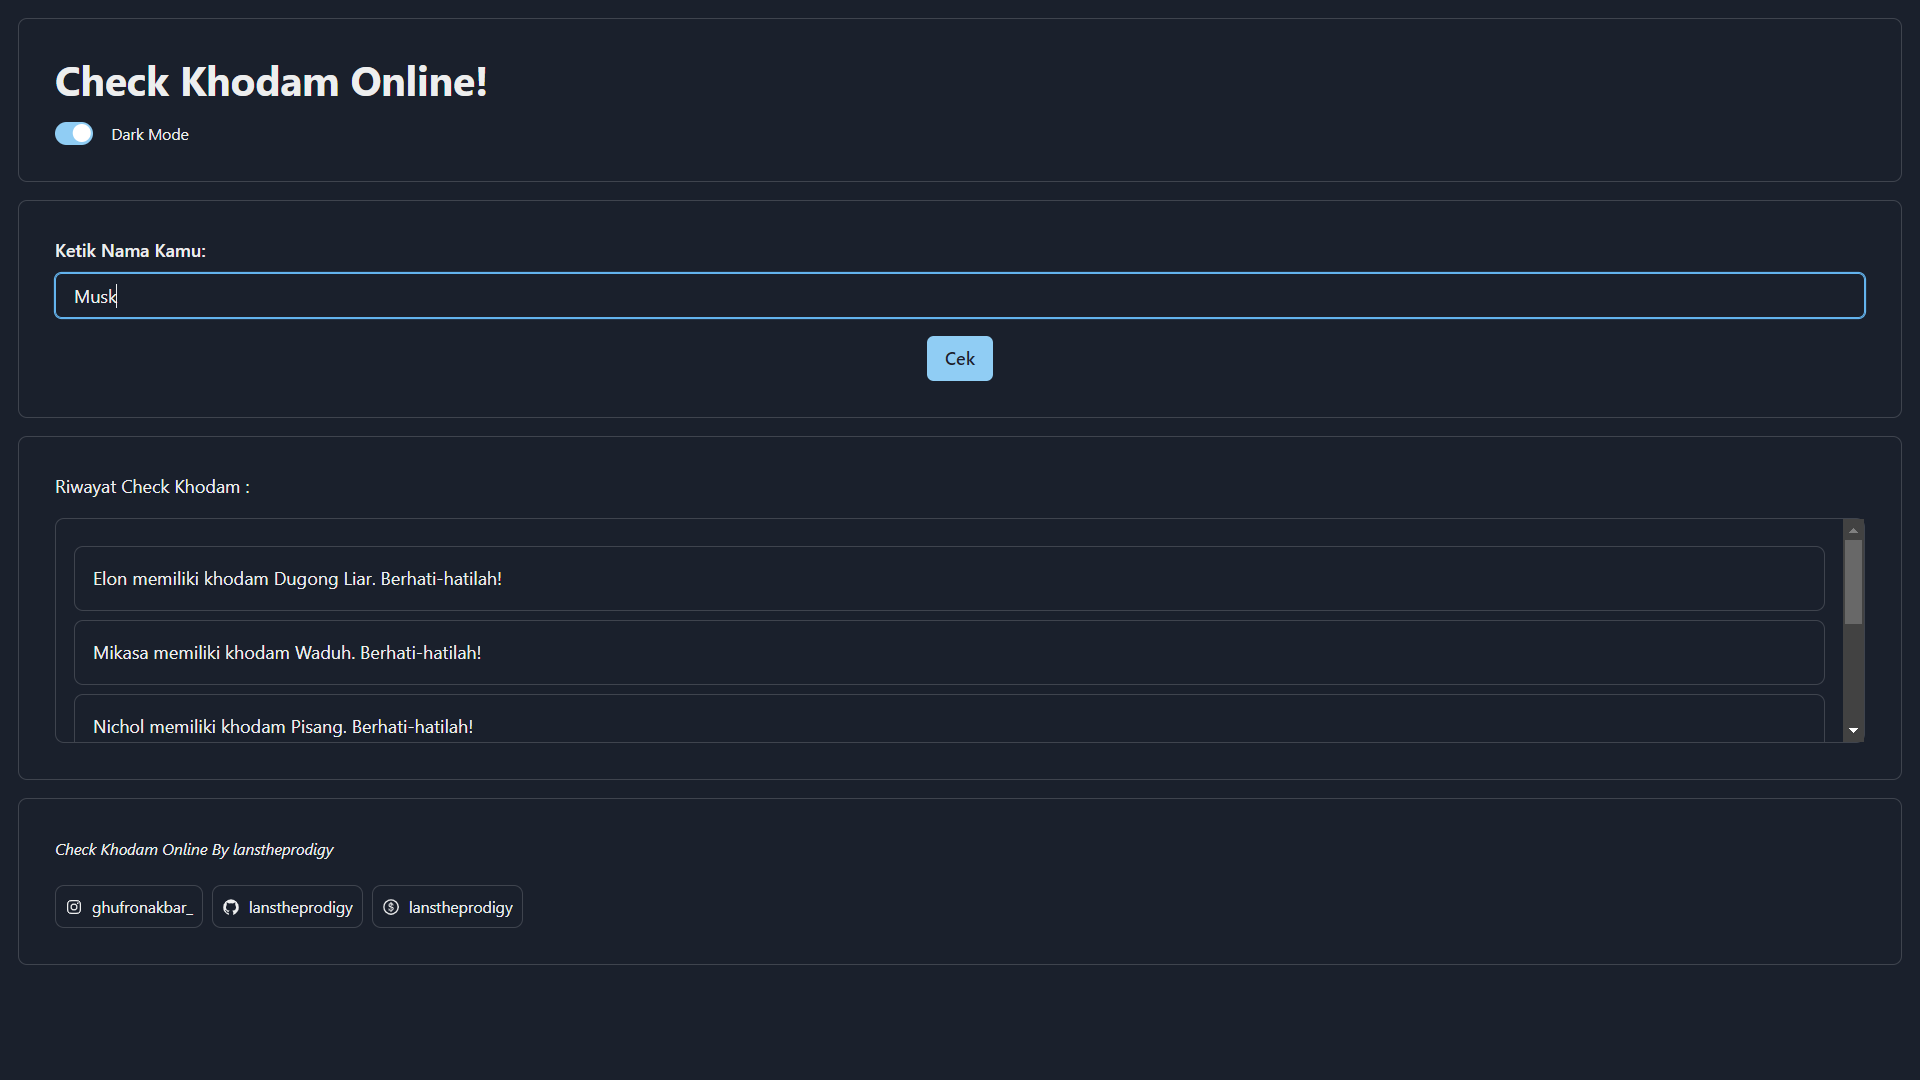 Check Khodam Online!
Dark Mode
Ketik Nama Kamu:
Musk
Cek
Riwayat Check Khodam :
Elon memiliki khodam Dugong Liar. Berhati-hatilah!
Mikasa memiliki khodam Waduh. Berhati-hatilah!
Nichol memiliki khodam Pisang. Berhati-hatilah!
Check Khodam Online By lanstheprodigy
ghufronakbar_ lanstheprodigy lanstheprodigy